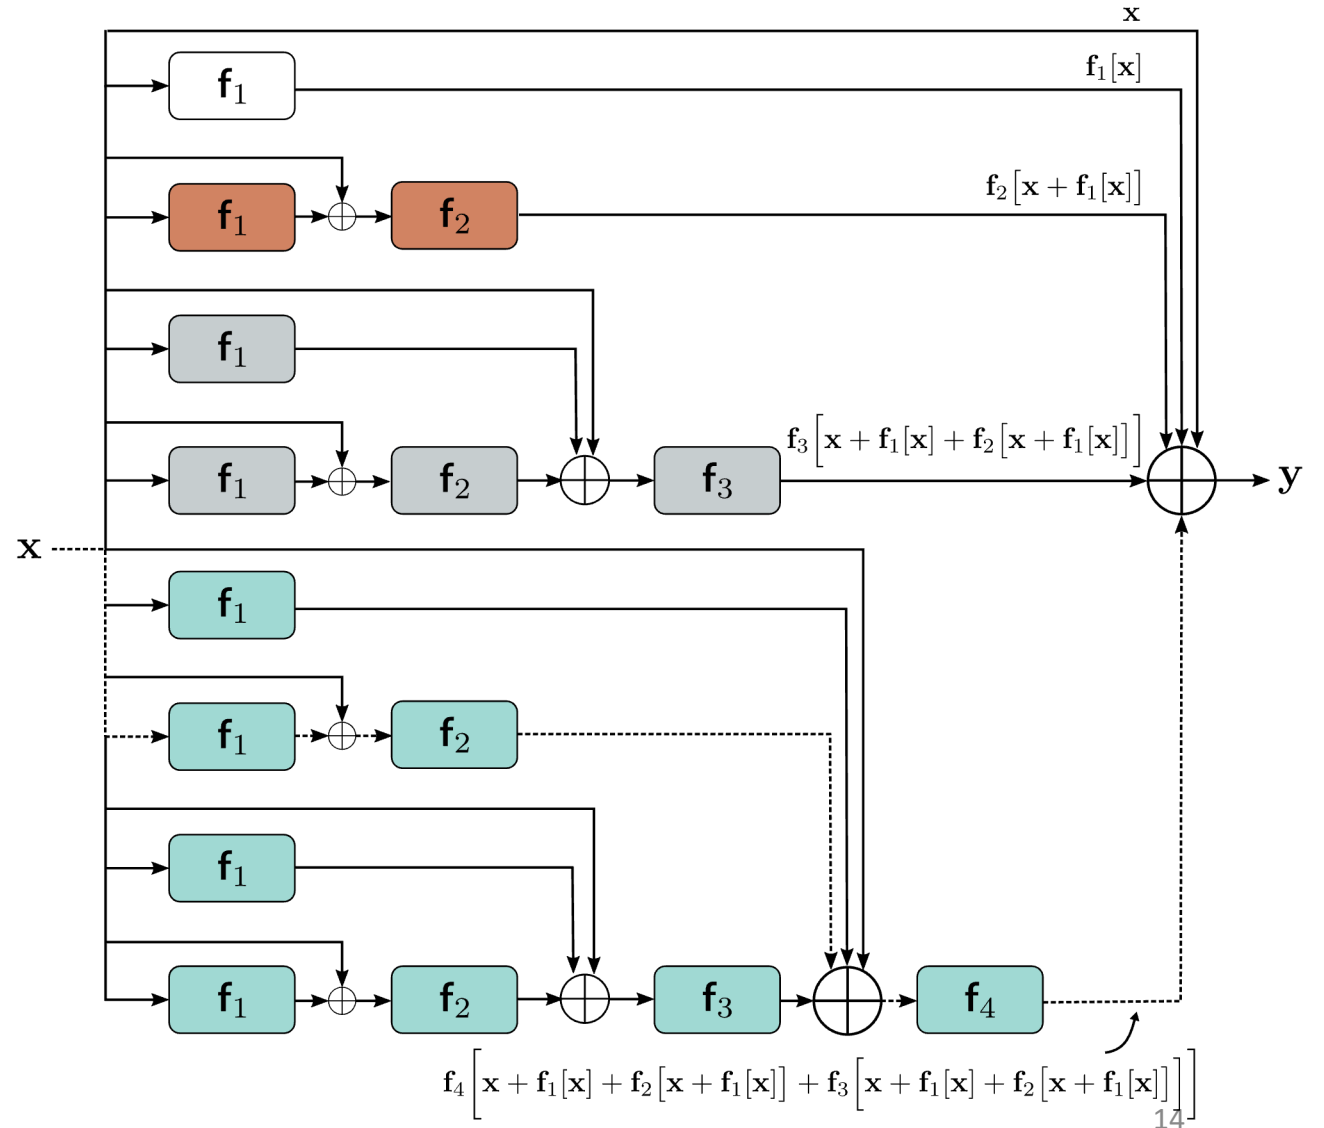 x
f₁
f₁[x]
f₁
f₂
f₂[x + f₁[x]]
f₁
f₁
f₂
f₃
f₃[x + f₁[x] + f₂[x + f₁[x]]]
y
x
f₁
f₁
f₂
f₁
f₁
f₂
f₃
f₄
f₄[x + f₁[x] + f₂[x + f₁[x]] + f₃[x + f₁[x] + f₂[x + f₁[x]]]]
14